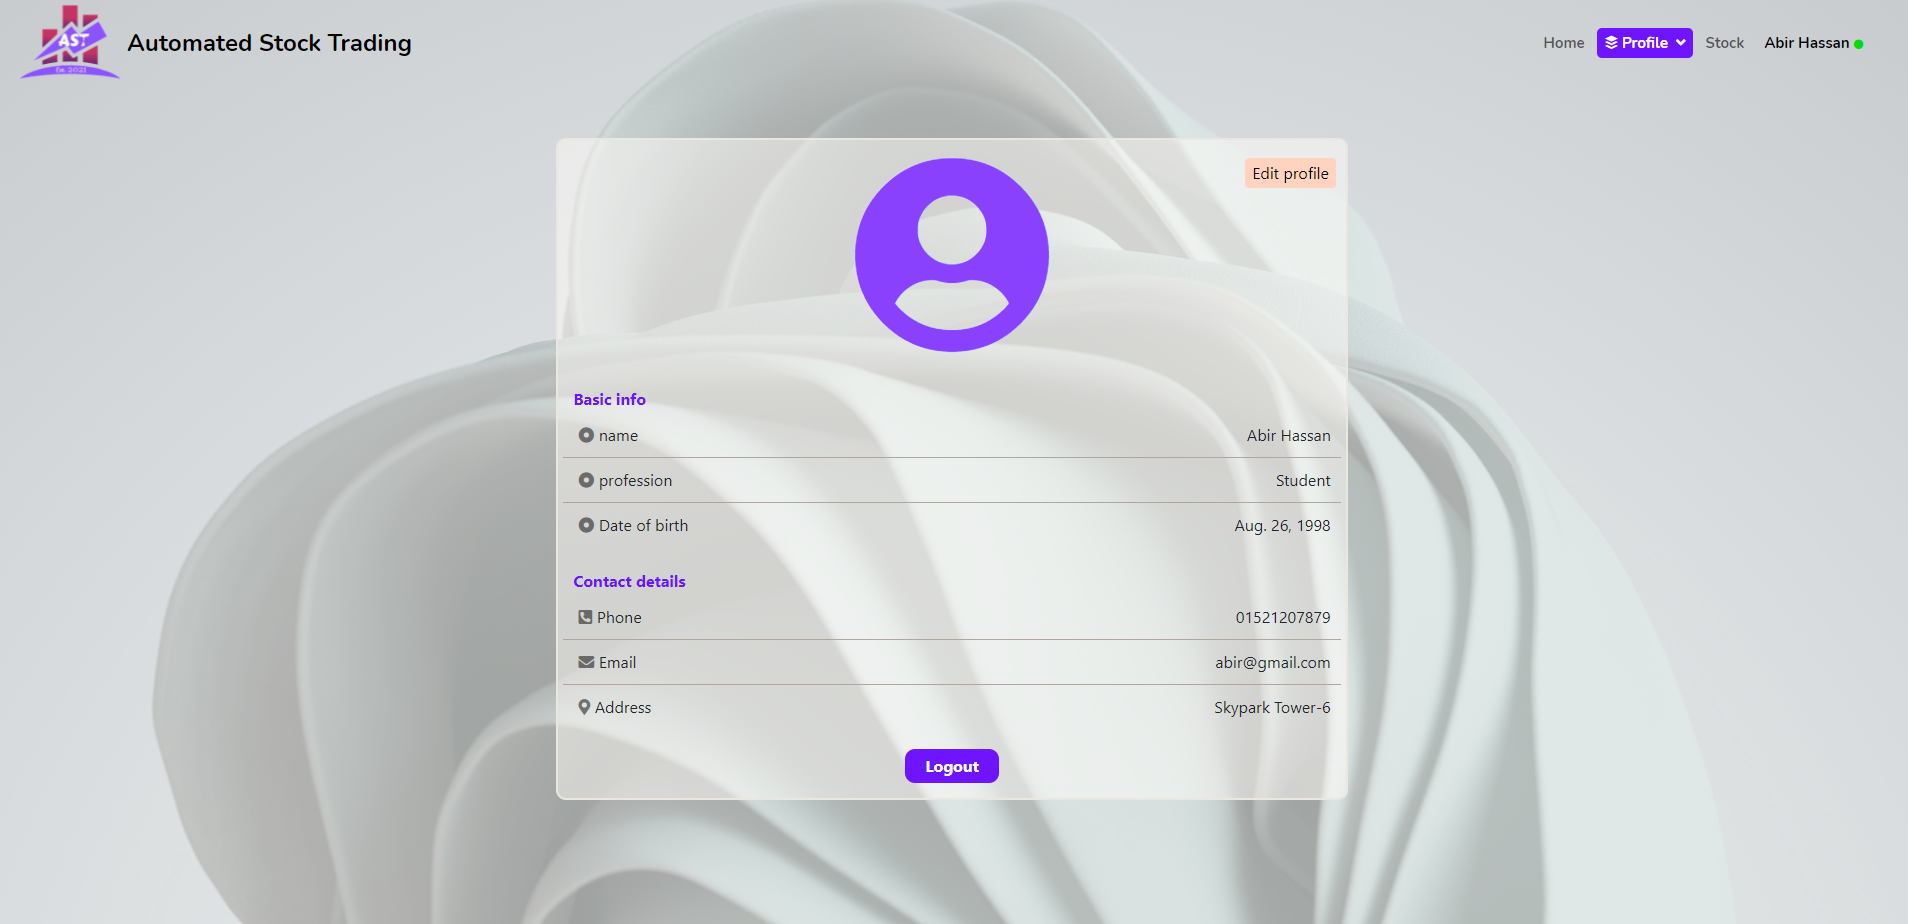 AST
Est. 2021
Automated Stock Trading
Home Profile Stock Abir Hassan
Edit profile
Basic info
name Abir Hassan
profession Student
Date of birth Aug. 26, 1998
Contact details
Phone 01521207879
Email abir@gmail.com
Address Skypark Tower-6
Logout